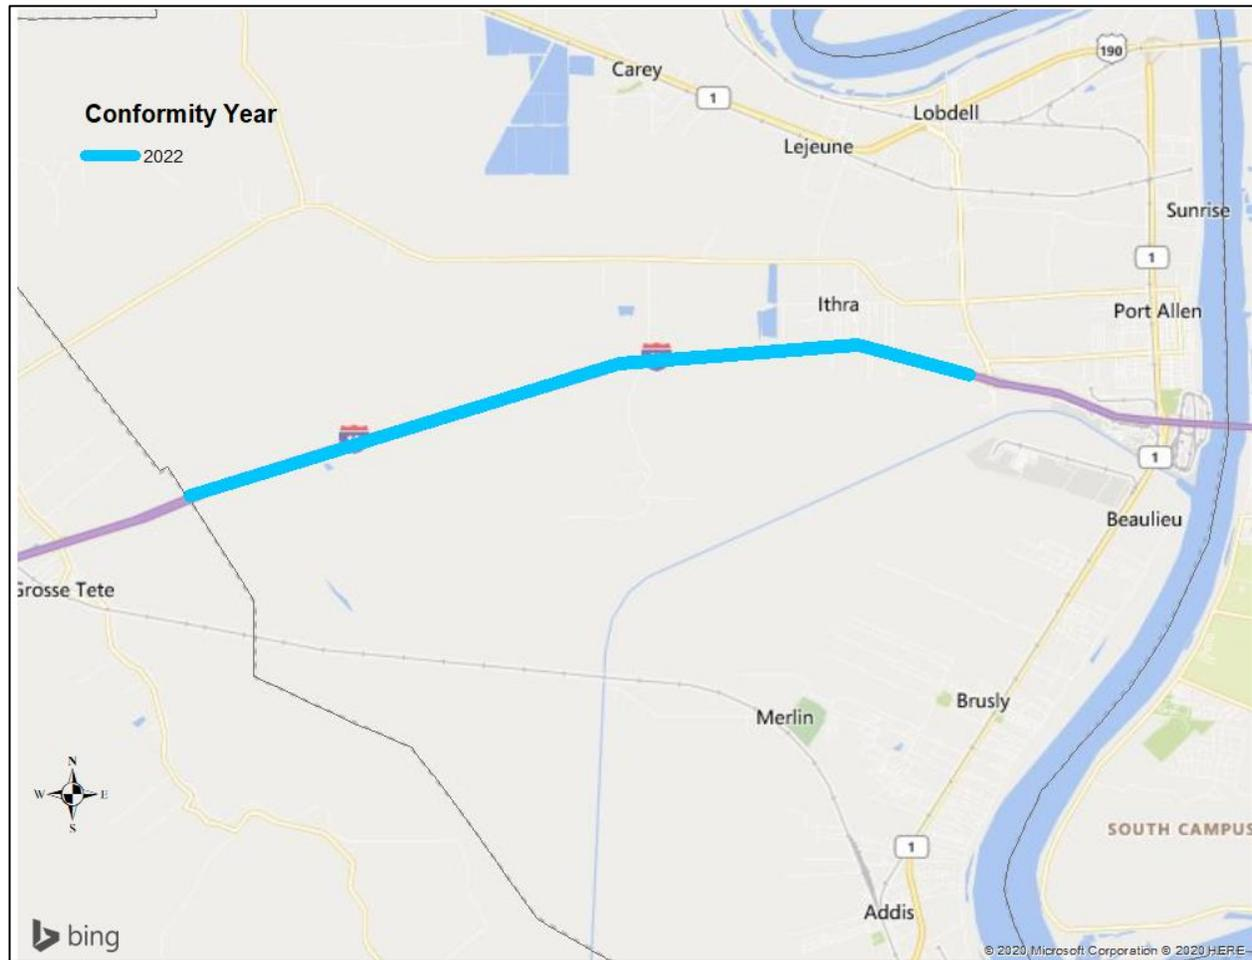 190
Carey
1
Conformity Year
Lobdell
Lejeune
2022
Sunrise
1
Ithra
Port Allen
1
Beaulieu
Grosse Tete
Brusly
Merlin
N
W E
S
SOUTH CAMPUS
1
Addis
bing
© 2020 Microsoft Corporation © 2020 HERE